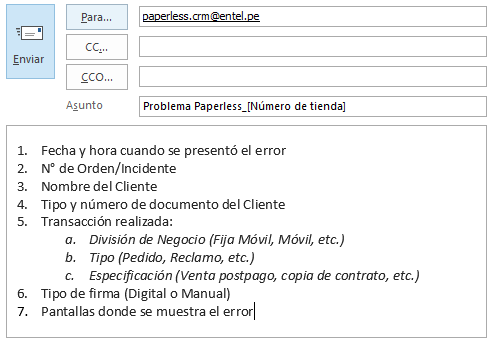 Para...
paperless.crm@entel.pe
CC...
Enviar
CCO...
Asunto
Problema Paperless_[Número de tienda]
1. Fecha y hora cuando se presentó el error
2. N° de Orden/Incidente
3. Nombre del Cliente
4. Tipo y número de documento del Cliente
5. Transacción realizada:
a. División de Negocio (Fija Móvil, Móvil, etc.)
b. Tipo (Pedido, Reclamo, etc.)
c. Especificación (Venta postpago, copia de contrato, etc.)
6. Tipo de firma (Digital o Manual)
7. Pantallas donde se muestra el error